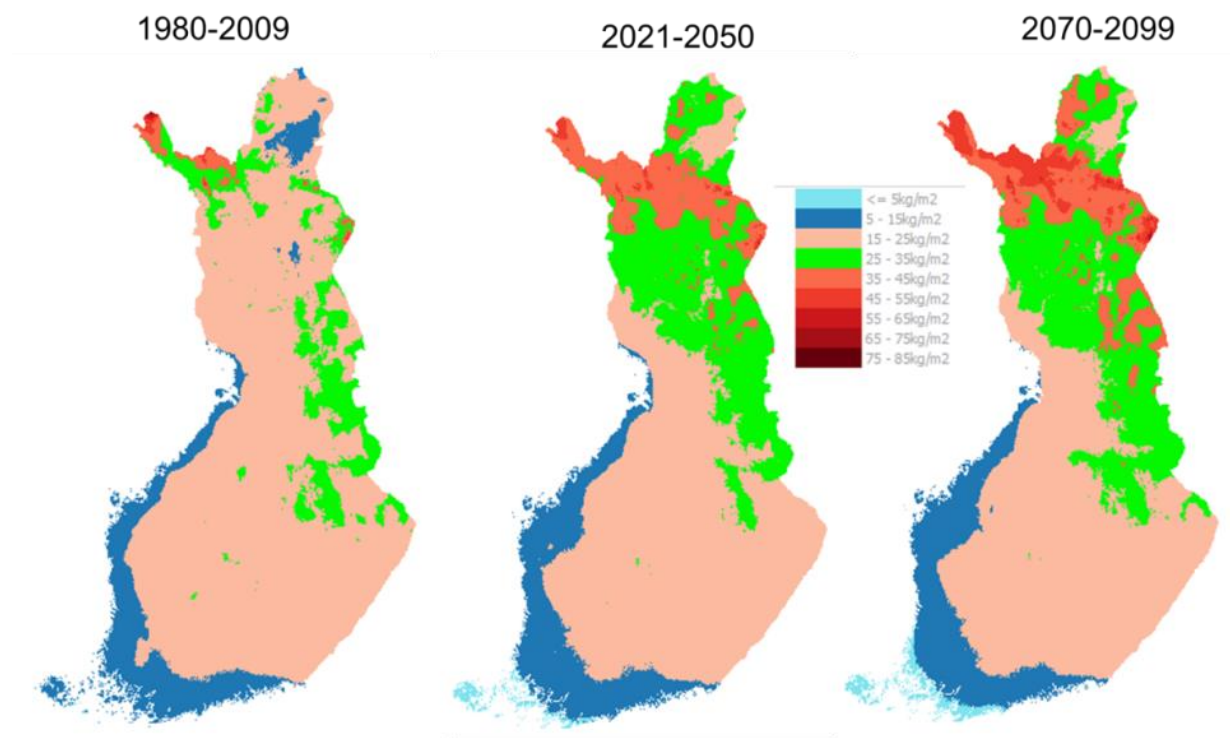 1980-2009
2021-2050
2070-2099
<= 5kg/m2
5 - 15kg/m2
15 - 25kg/m2
25 - 35kg/m2
35 - 45kg/m2
45 - 55kg/m2
55 - 65kg/m2
65 - 75kg/m2
75 - 85kg/m2